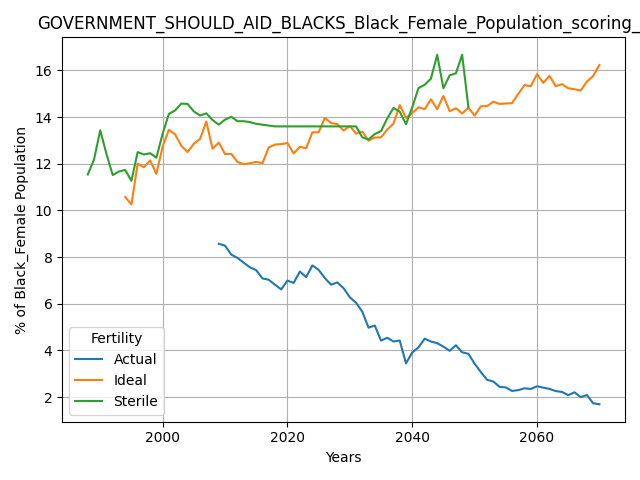 GOVERNMENT_SHOULD_AID_BLACKS_Black_Female_Population_scoring_
% of Black_Female Population
16
14
12
10
8
6
4
2
Fertility
Actual
Ideal
Sterile
2000
2020
2040
2060
Years